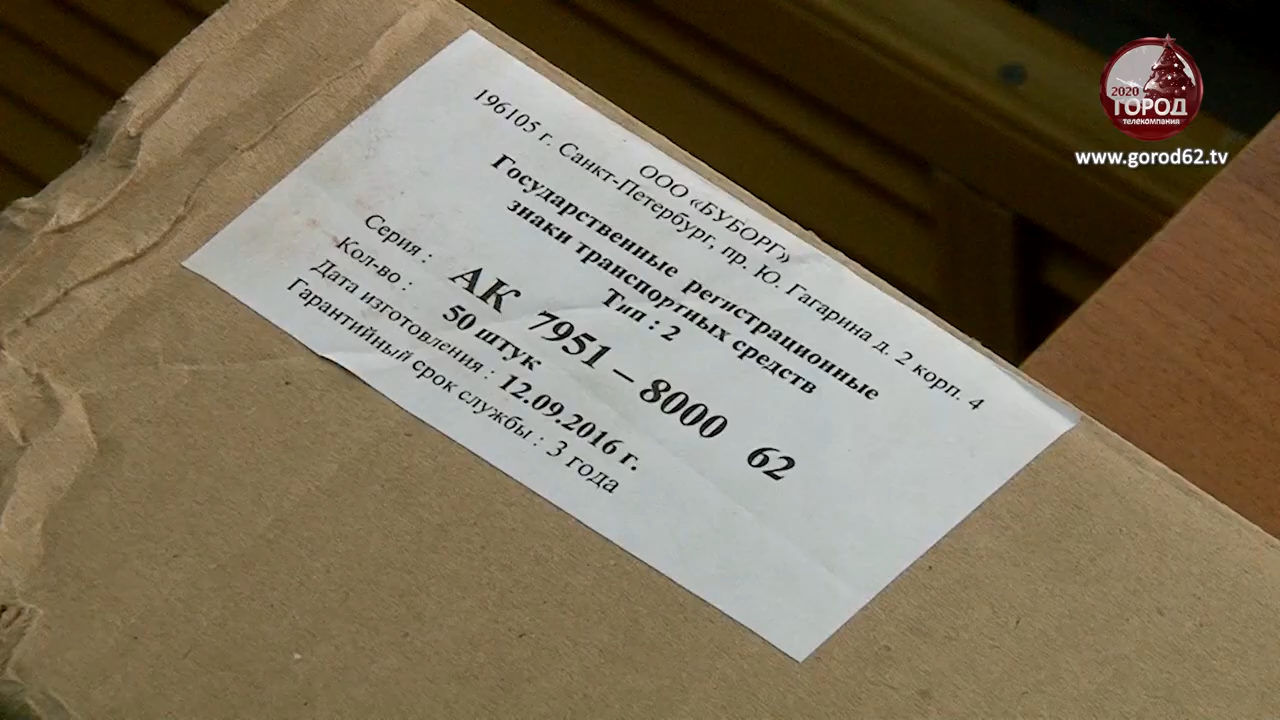 ООО «БУБОРГ»
196105 г. Санкт-Петербург, пр. Ю. Гагарина д. 2 корп. 4
Государственные регистрационные
знаки транспортных средств
Тип : 2
Серия : АК 7951 – 8000 62
Кол-во : 50 штук
Дата изготовления : 12.09.2016 г.
Гарантийный срок службы : 3 года
2020
ГОРОД
телекомпания
www.gorod62.tv